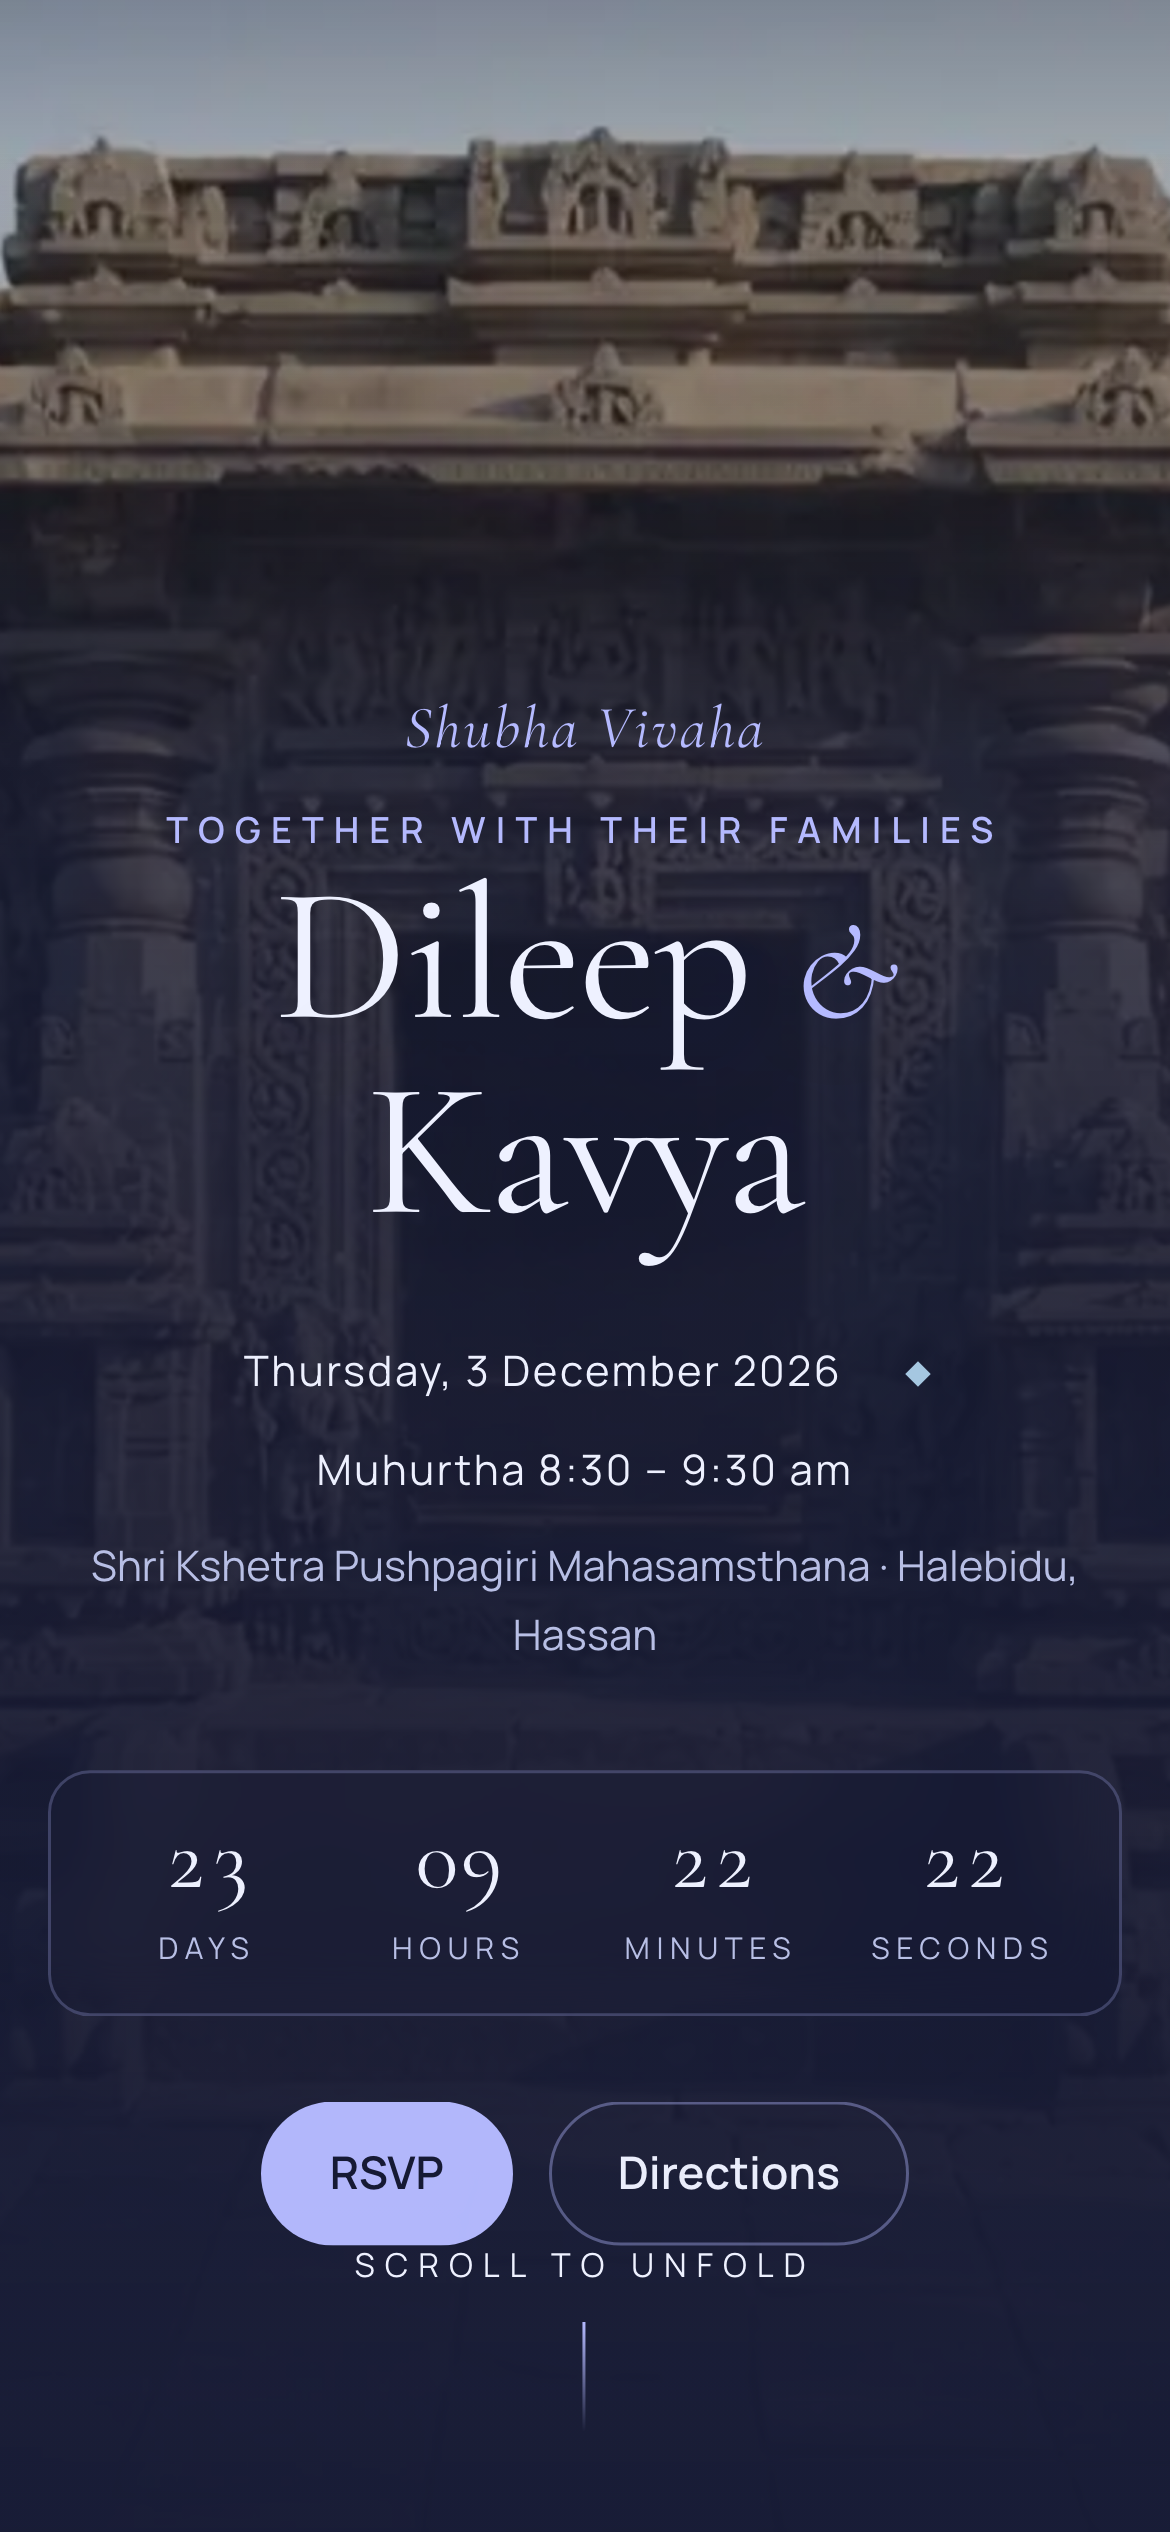 Shubha Vivaha
TOGETHER WITH THEIR FAMILIES
Dileep &
Kavya
Thursday, 3 December 2026 ◆
Muhurtha 8:30 – 9:30 am
Shri Kshetra Pushpagiri Mahasamsthana · Halebidu,
Hassan
23 09 22 22
DAYS HOURS MINUTES SECONDS
RSVP Directions
SCROLL TO UNFOLD